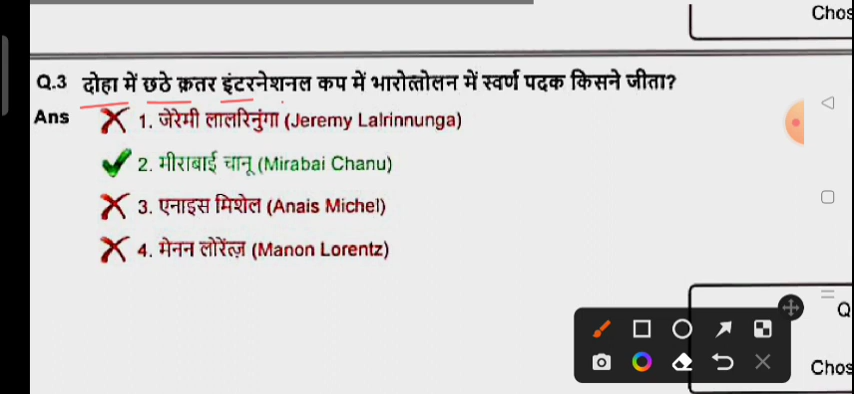 Chos
Q.3 दोहा में छठे क़तर इंटरनेशनल कप में भारोत्तोलन में स्वर्ण पदक किसने जीता?
Ans 1. जेरेमी लालरिनुंगा (Jeremy Lalrinnunga)
2. मीराबाई चानू (Mirabai Chanu)
3. एनाइस मिशेल (Anais Michel)
4. मेनन लोरेंत्ज़ (Manon Lorentz)
Q
Chos